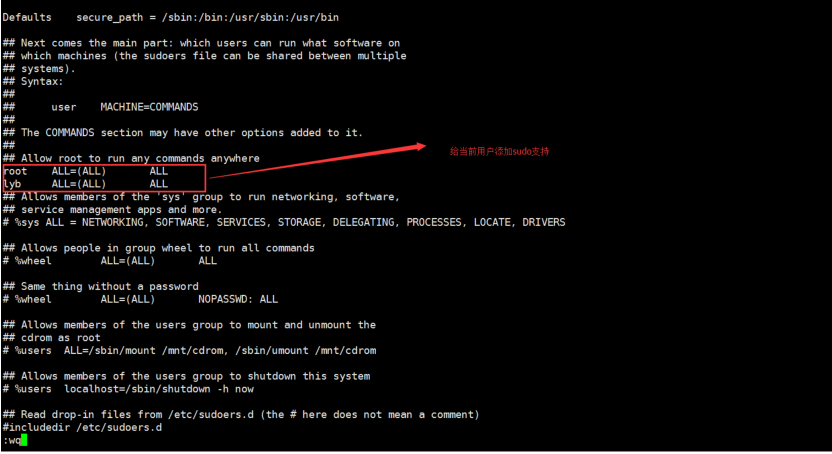 Defaults    secure_path = /sbin:/bin:/usr/sbin:/usr/bin
## Next comes the main part: which users can run what software on
## which machines (the sudoers file can be shared between multiple
## systems).
## Syntax:
##
##      user    MACHINE=COMMANDS
##
## The COMMANDS section may have other options added to it.
##
## Allow root to run any commands anywhere
给当前用户添加sudo支持
root    ALL=(ALL)       ALL
lyb     ALL=(ALL)       ALL
## Allows members of the 'sys' group to run networking, software,
## service management apps and more.
# %sys ALL = NETWORKING, SOFTWARE, SERVICES, STORAGE, DELEGATING, PROCESSES, LOCATE, DRIVERS
## Allows people in group wheel to run all commands
# %wheel        ALL=(ALL)       ALL
## Same thing without a password
# %wheel        ALL=(ALL)       NOPASSWD: ALL
## Allows members of the users group to mount and unmount the
## cdrom as root
# %users  ALL=/sbin/mount /mnt/cdrom, /sbin/umount /mnt/cdrom
## Allows members of the users group to shutdown this system
# %users  localhost=/sbin/shutdown -h now
## Read drop-in files from /etc/sudoers.d (the # here does not mean a comment)
#includedir /etc/sudoers.d
:wq